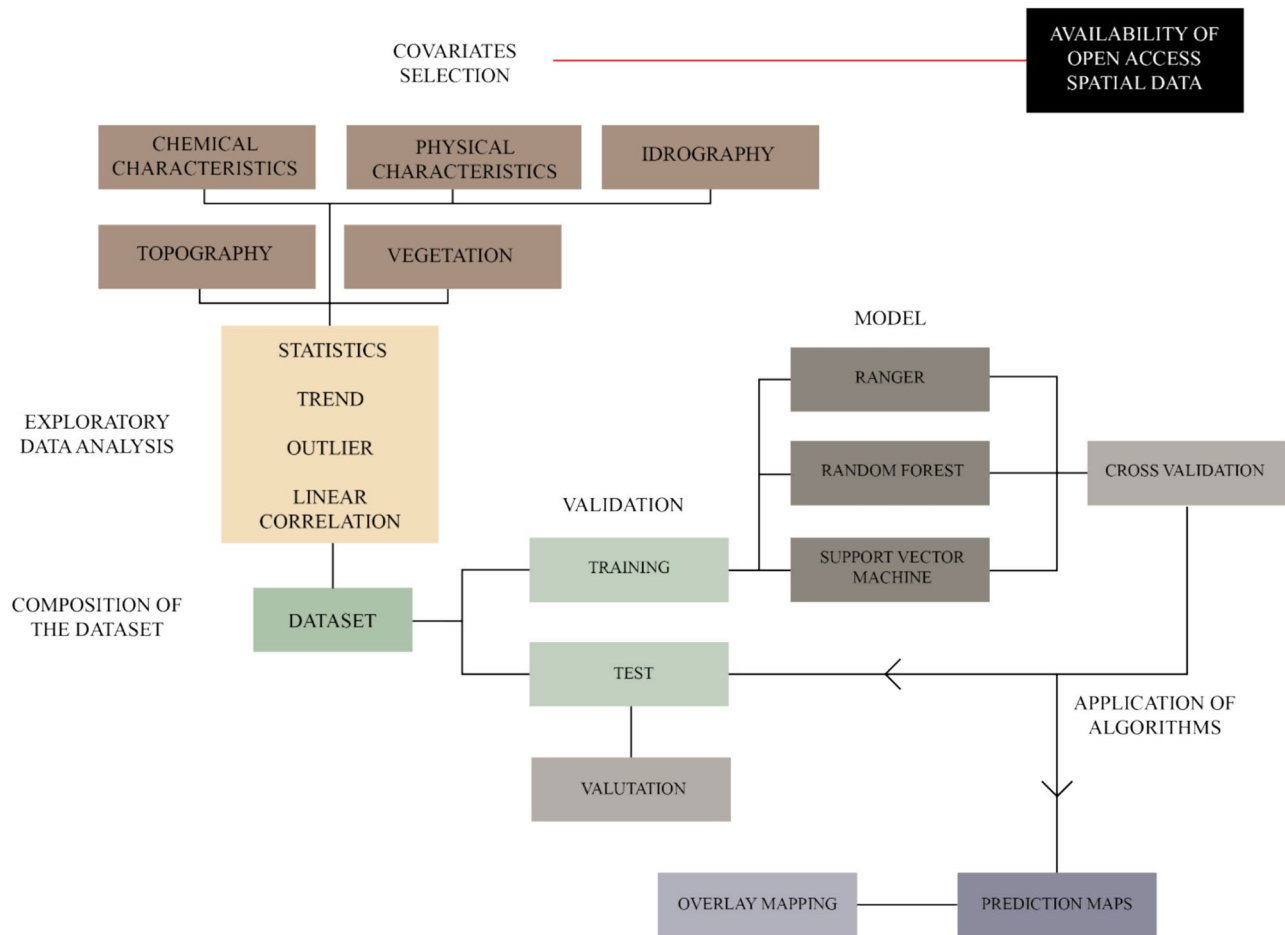 COVARIATES
SELECTION
AVAILABILITY OF
OPEN ACCESS
SPATIAL DATA
CHEMICAL
CHARACTERISTICS
PHYSICAL
CHARACTERISTICS
IDROGRAPHY
TOPOGRAPHY
VEGETATION
EXPLORATORY
DATA ANALYSIS
STATISTICS
TREND
OUTLIER
LINEAR
CORRELATION
MODEL
RANGER
RANDOM FOREST
SUPPORT VECTOR
MACHINE
CROSS VALIDATION
VALIDATION
TRAINING
COMPOSITION OF
THE DATASET
DATASET
TEST
APPLICATION OF
ALGORITHMS
VALUTATION
OVERLAY MAPPING
PREDICTION MAPS